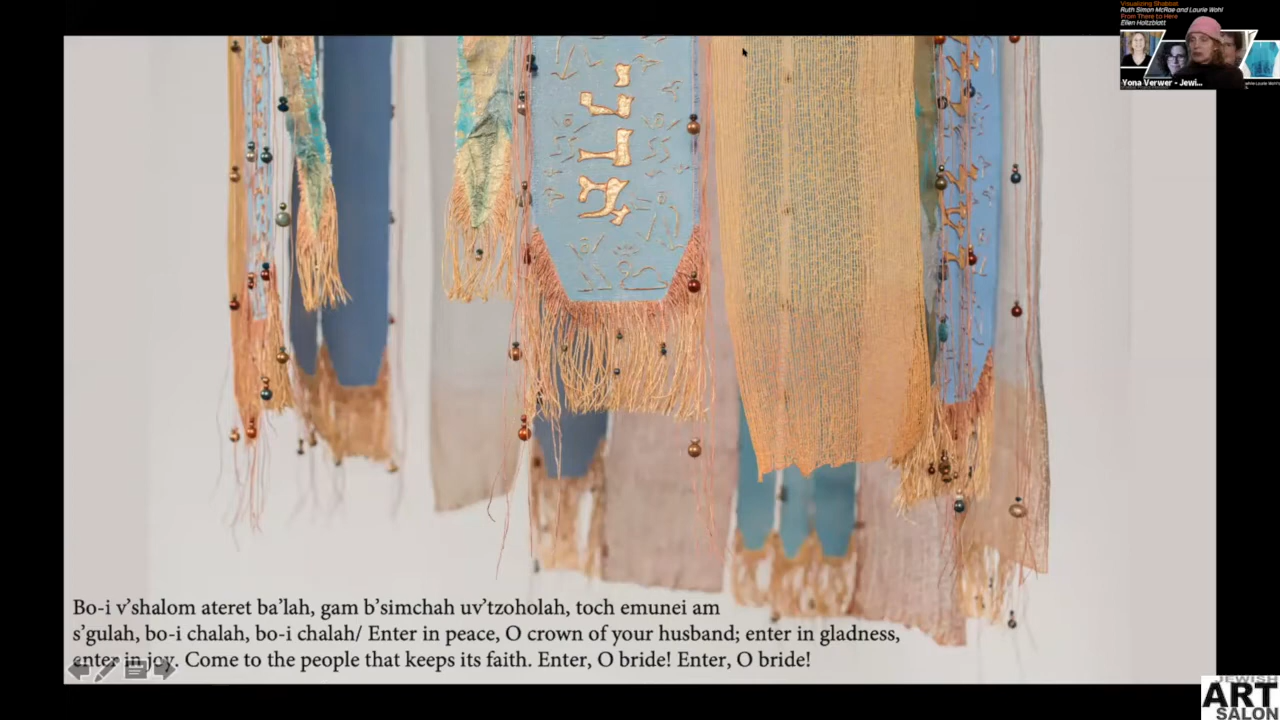 Visualizing Shabbat
Ruth Simon McRae and Laurie Wohl
From There to Here
Ellen Holtzblatt
Yona Verwer - Jewi...
Bo-i v’shalom ateret ba’lah, gam b’simchah uv’tzoholah, toch emunei am
s’gulah, bo-i chalah, bo-i chalah/ Enter in peace, O crown of your husband; enter in gladness,
enter in joy. Come to the people that keeps its faith. Enter, O bride! Enter, O bride!
JEWISH
ART
SALON